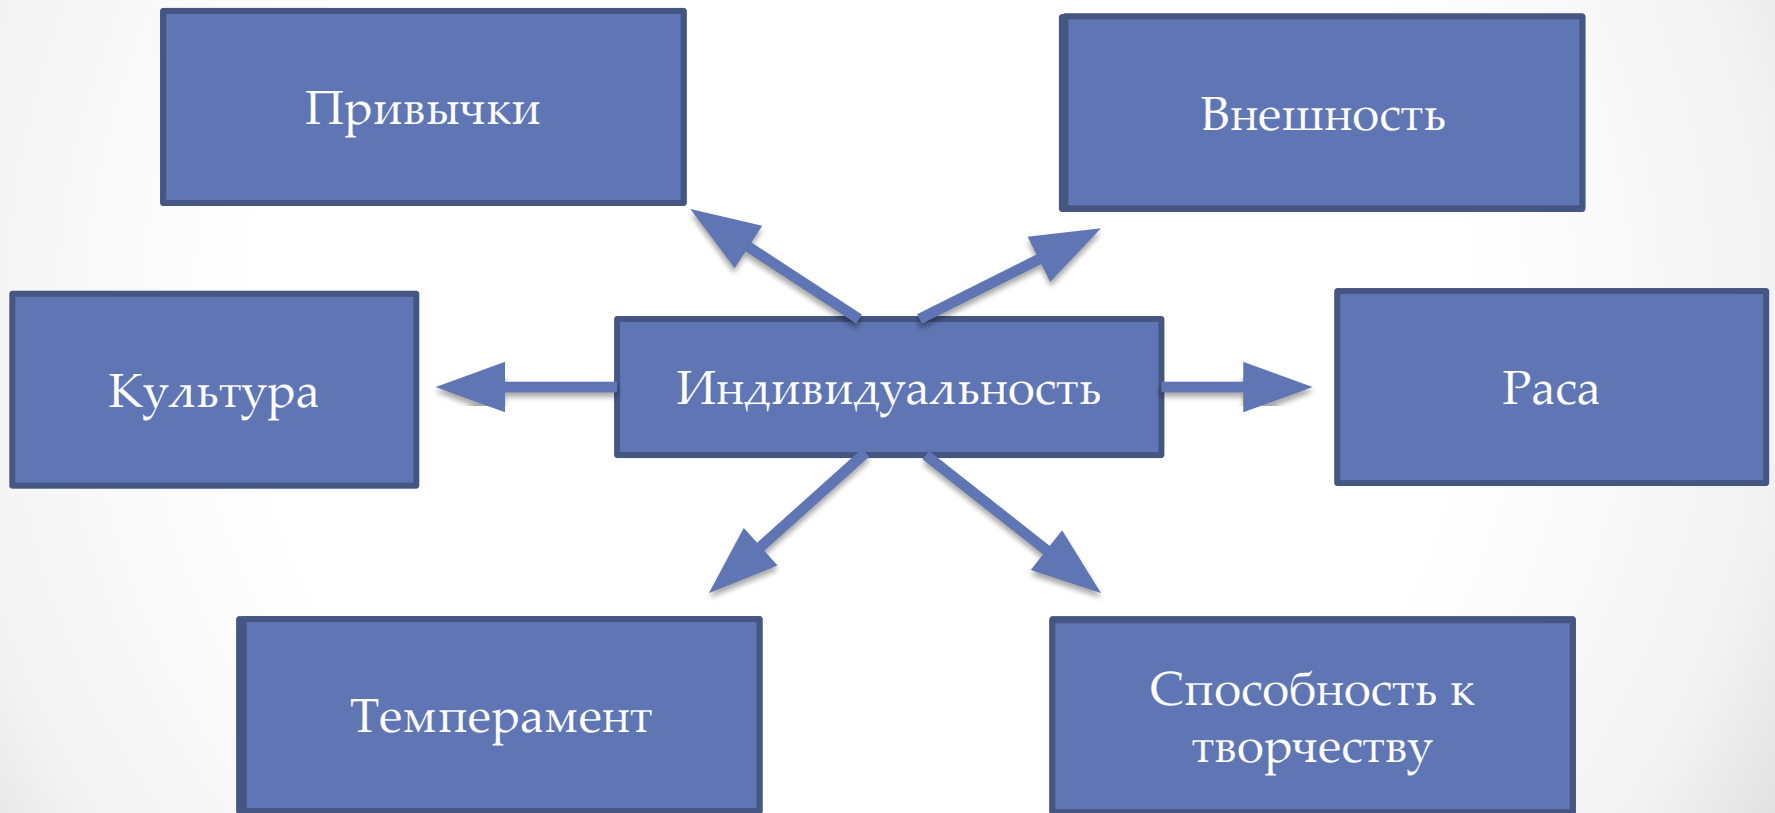 Привычки
Внешность
Культура
Индивидуальность
Раса
Темперамент
Способность к
творчеству